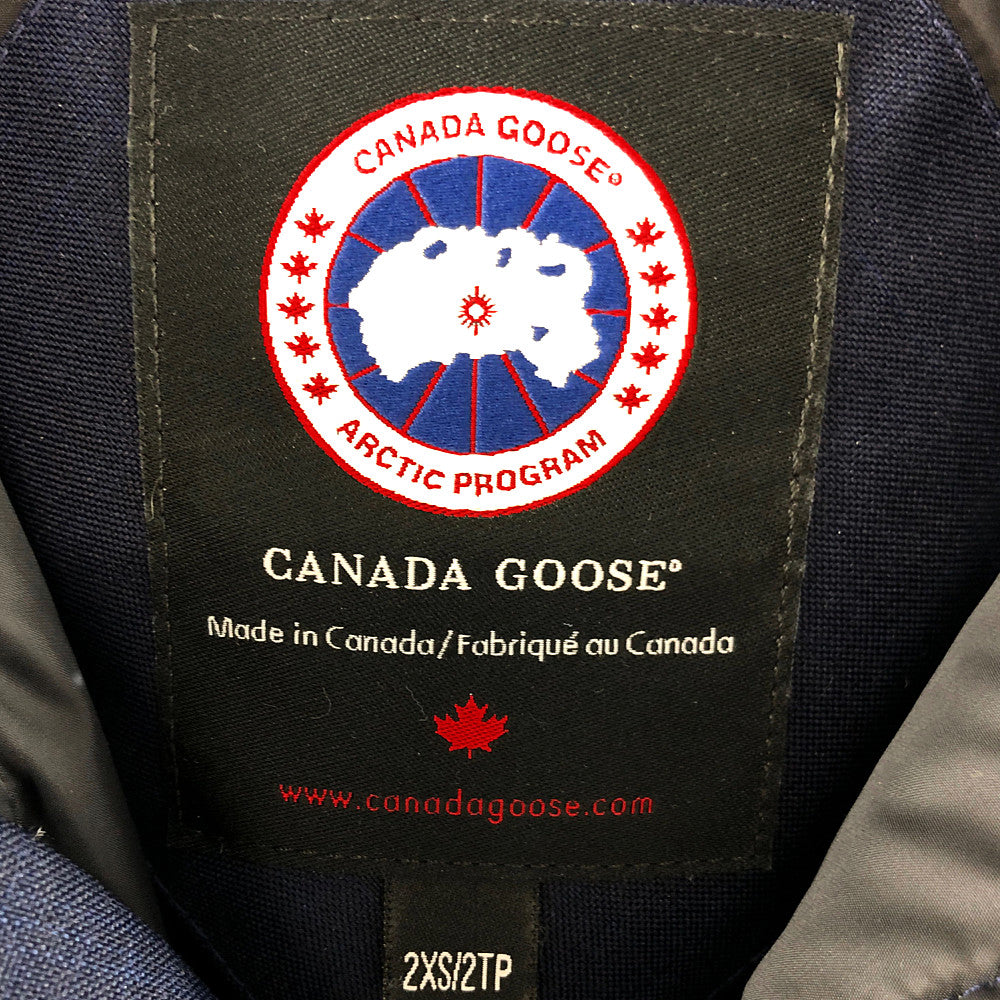 CANADA GOOSE®
ARCTIC PROGRAM
CANADA GOOSE®
Made in Canada/Fabriqué au Canada
www.canadagoose.com
2XS/2TP